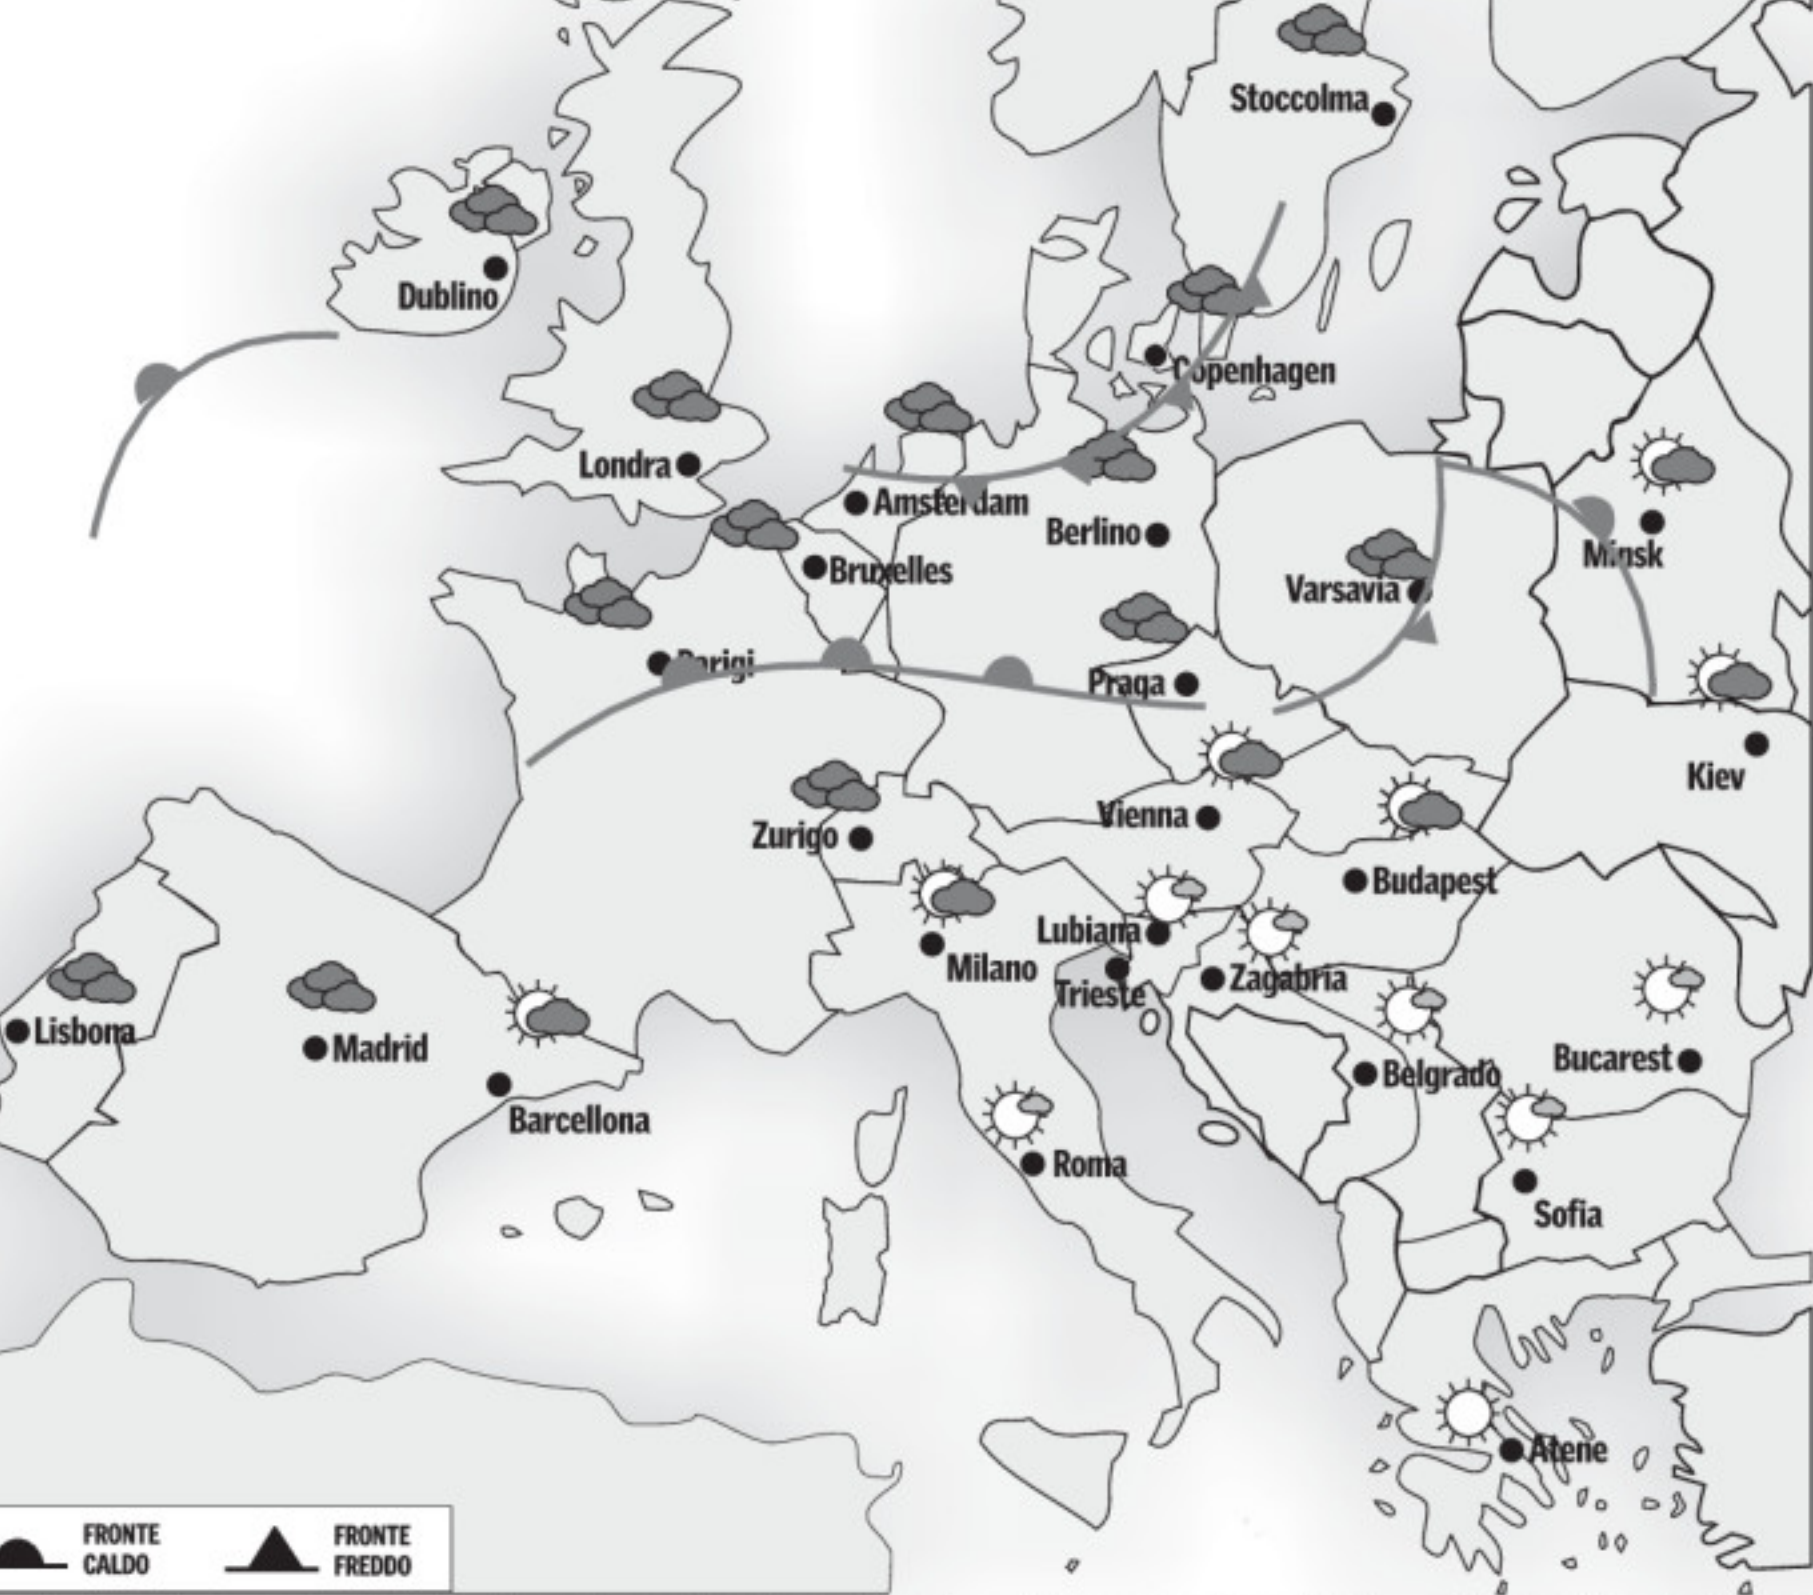 Stoccolma
Dublino
Copenhagen
Londra
Amsterdam
Berlino
Bruxelles
Minsk
Varsavia
Parigi
Praga
Kiev
Vienna
Zurigo
Budapest
Lubiana
Milano
Zagabria
Trieste
Lisbona
Madrid
Bucarest
Belgrado
Barcellona
Roma
Sofia
Atene
FRONTE
CALDO
FRONTE
FREDDO